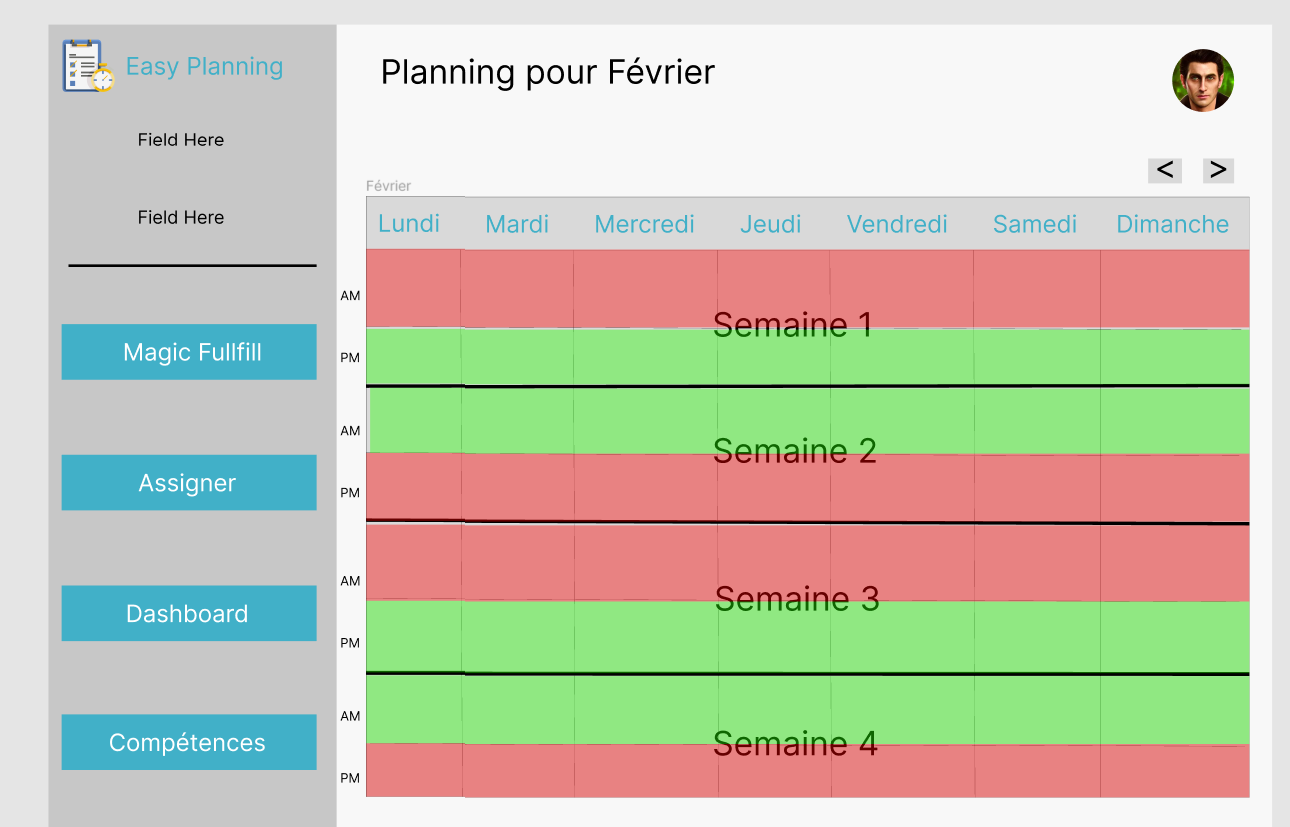 Easy Planning
Planning pour Février
Field Here
Field Here
< >
Février
Lundi Mardi Mercredi Jeudi Vendredi Samedi Dimanche
AM
Semaine 1
PM
AM
Semaine 2
PM
AM
Semaine 3
PM
AM
Semaine 4
PM
Magic Fullfill
Assigner
Dashboard
Compétences